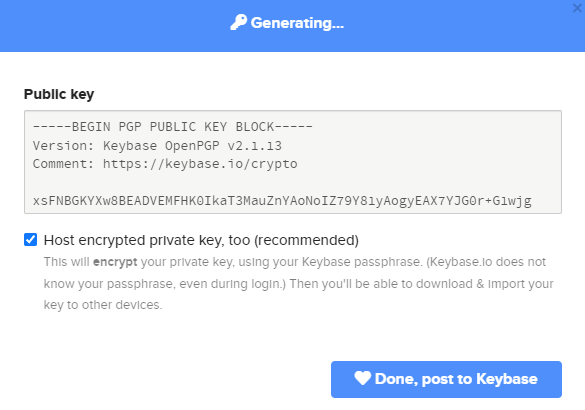 Generating...
Public key
-----BEGIN PGP PUBLIC KEY BLOCK-----
Version: Keybase OpenPGP v2.1.13
Comment: https://keybase.io/crypto
xsFNBGKYXw8BEADVEMFHK0IkaT3MauZnYAoNoIZ79Y8lyAogyEAX7YJG0r+G1wjg
Host encrypted private key, too (recommended)
This will encrypt your private key, using your Keybase passphrase. (Keybase.io does not
know your passphrase, even during login.) Then you'll be able to download & import your
key to other devices.
Done, post to Keybase